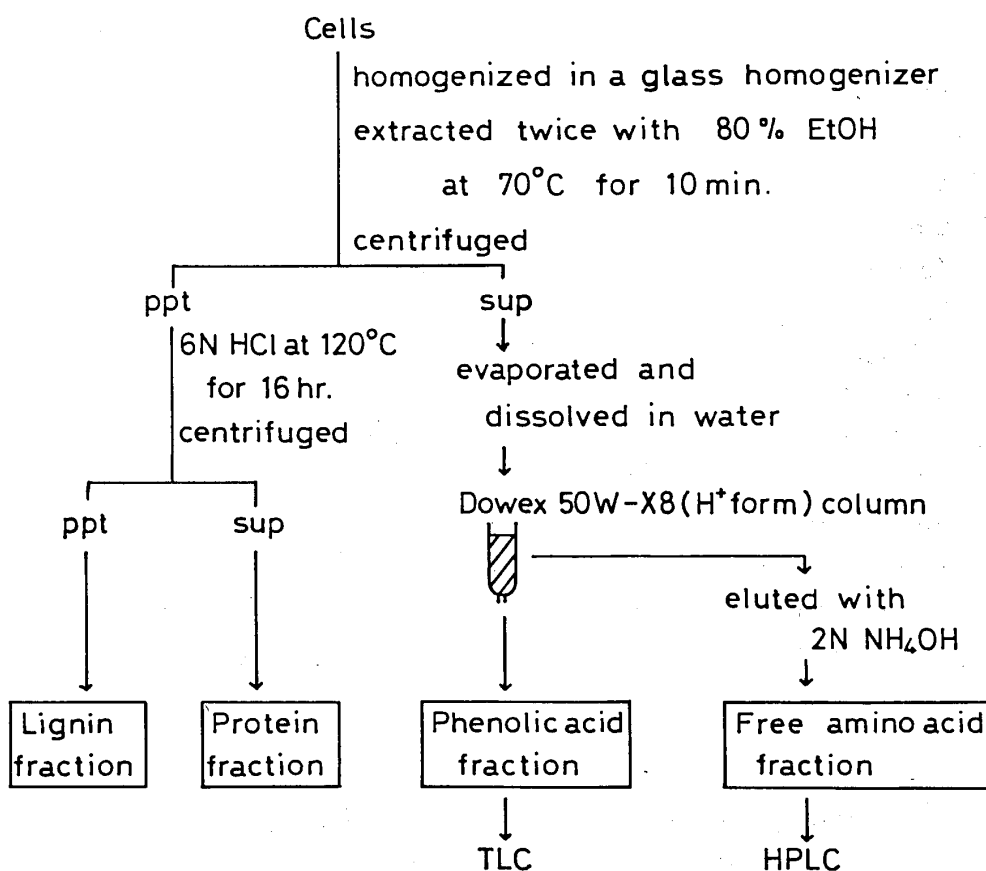 Cells
homogenized in a glass homogenizer
extracted twice with 80% EtOH
at 70°C for 10 min.
centrifuged
ppt
sup
6N HCl at 120°C
for 16 hr.
centrifuged
evaporated and
dissolved in water
ppt
sup
Dowex 50W-X8 (H⁺ form) column
eluted with
2N NH₄OH
Lignin
fraction
Protein
fraction
Phenolic acid
fraction
Free amino acid
fraction
TLC
HPLC